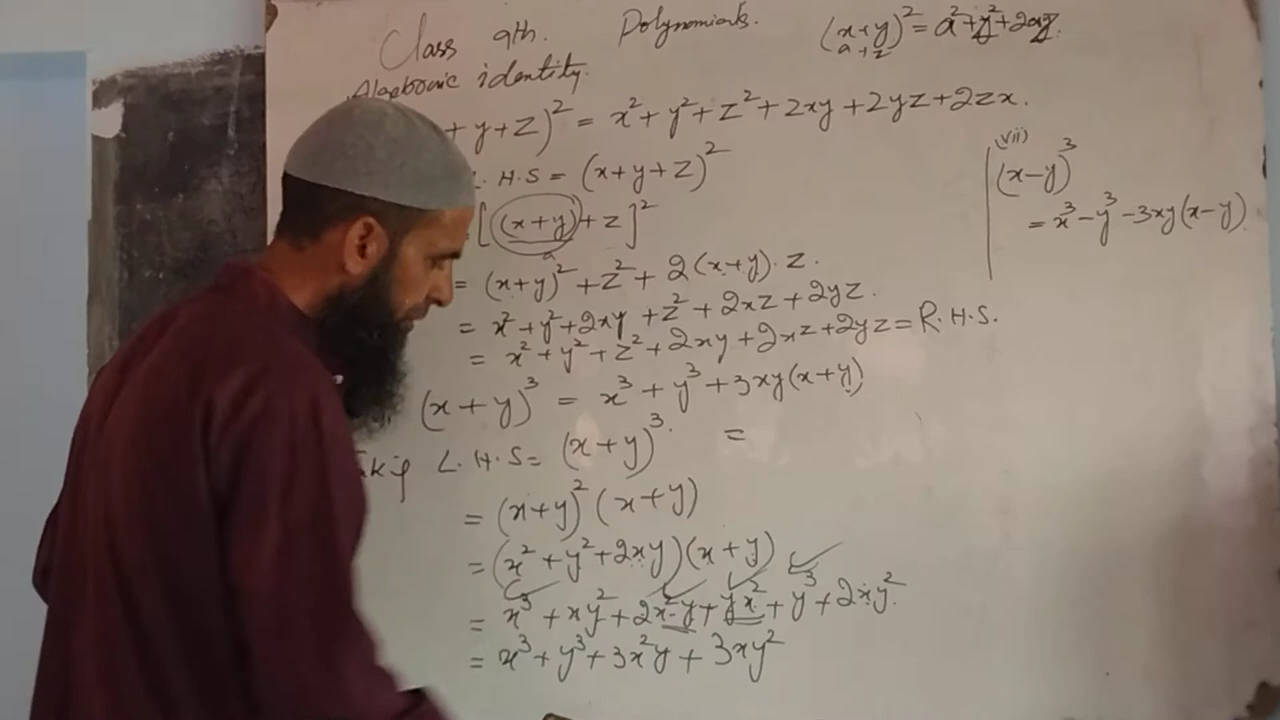 Class 9th. Polynomials. (x+y)² = a²+y²+2ay.
a+z
Algebraic identity.
+ y + z)² = x² + y² + z² + 2xy + 2yz + 2zx.
L.H.S = (x+y+z)²
= [(x+y)+z]²
a
= (x+y)² + z² + 2(x+y).z.
= x² + y² + 2xy + z² + 2xz + 2yz.
= x² + y² + z² + 2xy + 2xz + 2yz = R.H.S.
(x+y)³ = x³ + y³ + 3xy(x+y)
L.H.S = (x+y)³. =
= (x+y)² (x+y)
= (x² + y² + 2xy)(x+y)
= x³ + xy² + 2x²y + yx² + y³ + 2xy².
= x³ + y³ + 3x²y + 3xy²
(vii)
(x-y)³
= x³ - y³ - 3xy(x-y).